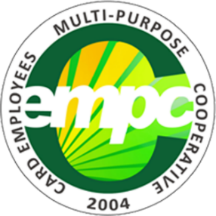 CARD EMPLOYEES MULTI-PURPOSE COOPERATIVE
empc
2004